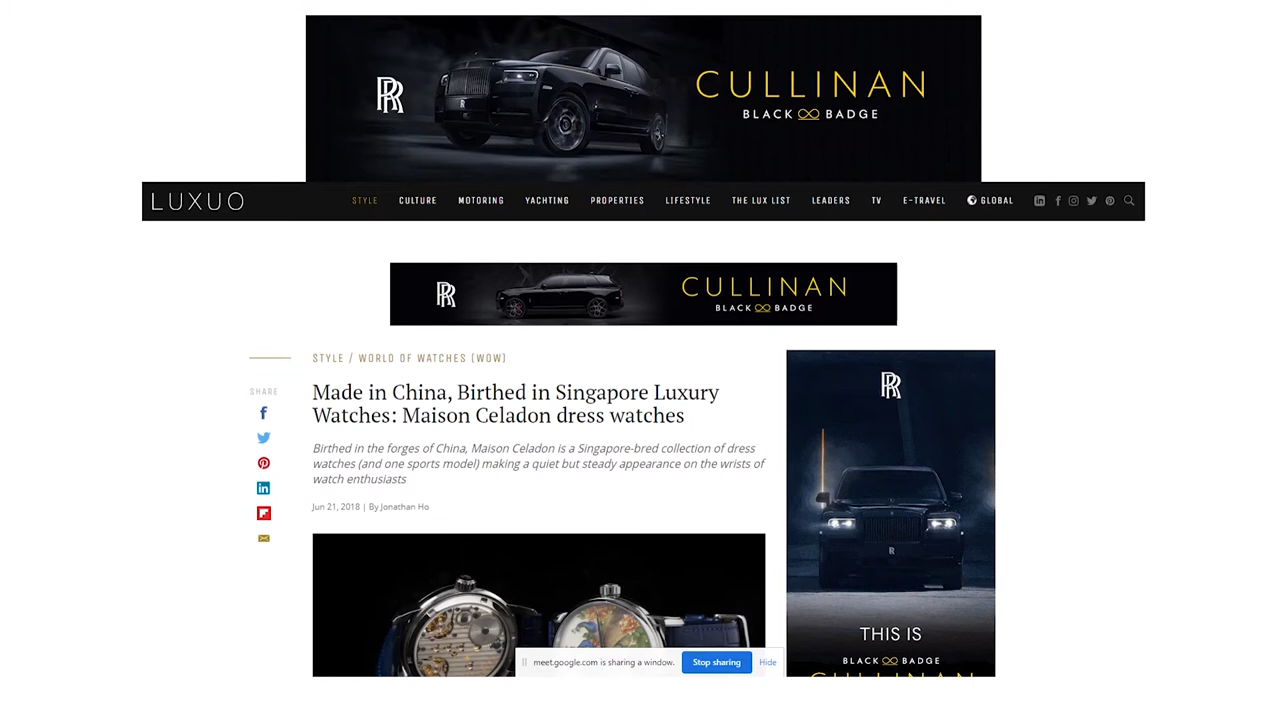 CULLINAN
BLACK BADGE
LUXUO STYLE CULTURE MOTORING YACHTING PROPERTIES LIFESTYLE THE LUX LIST LEADERS TV E-TRAVEL GLOBAL
CULLINAN
BLACK BADGE
STYLE / WORLD OF WATCHES (WOW)
SHARE
Made in China, Birthed in Singapore Luxury
Watches: Maison Celadon dress watches
Birthed in the forges of China, Maison Celadon is a Singapore-bred collection of dress
watches (and one sports model) making a quiet but steady appearance on the wrists of
watch enthusiasts
Jun 21, 2018 | By Jonathan Ho
THIS IS
BLACK BADGE
CULLINAN
meet.google.com is sharing a window. Stop sharing Hide